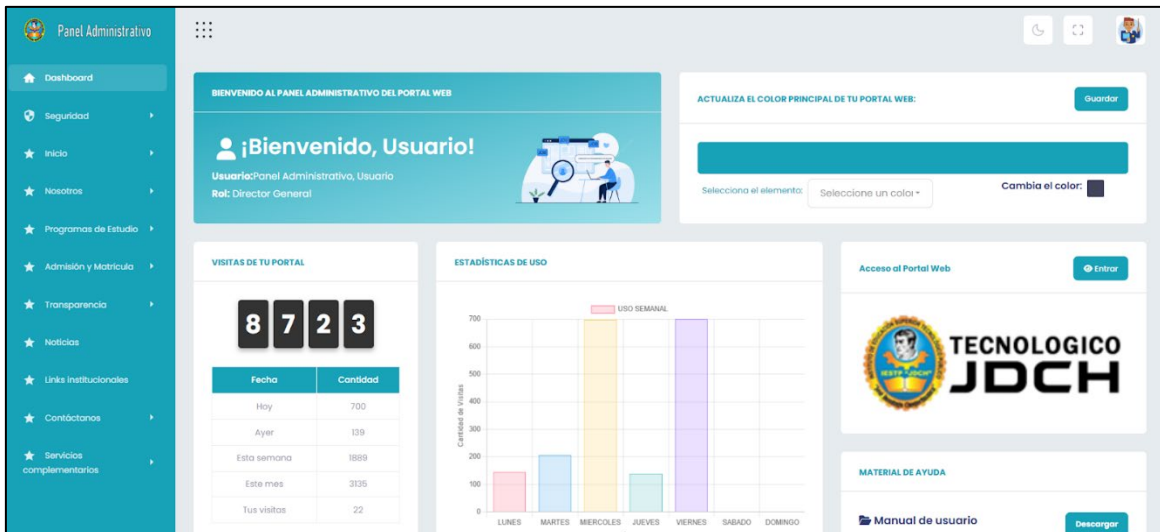 Panel Administrativo
Dashboard
Seguridad
Inicio
Nosotros
Programas de Estudio
Admisión y Matricula
Transparencia
Noticias
Links institucionales
Contáctanos
Servicios
complementarios
BIENVENIDO AL PANEL ADMINISTRATIVO DEL PORTAL WEB
¡Bienvenido, Usuario!
Usuario:Panel Administrativo, Usuario
Rol: Director General
ACTUALIZA EL COLOR PRINCIPAL DE TU PORTAL WEB:
Guardar
Selecciona el elemento:
Seleccione un color
Cambia el color:
VISITAS DE TU PORTAL
8 7 2 3
Fecha Cantidad
Hoy 700
Ayer 139
Esta semana 1889
Este mes 3135
Tus visitas 22
ESTADÍSTICAS DE USO
USO SEMANAL
Cantidad de Visitas
700
600
500
400
300
200
100
0
LUNES MARTES MIERCOLES JUEVES VIERNES SABADO DOMINGO
Acceso al Portal Web
Entrar
IESTP "JDCH"
TECNOLOGICO
JDCH
MATERIAL DE AYUDA
Manual de usuario
Descargar